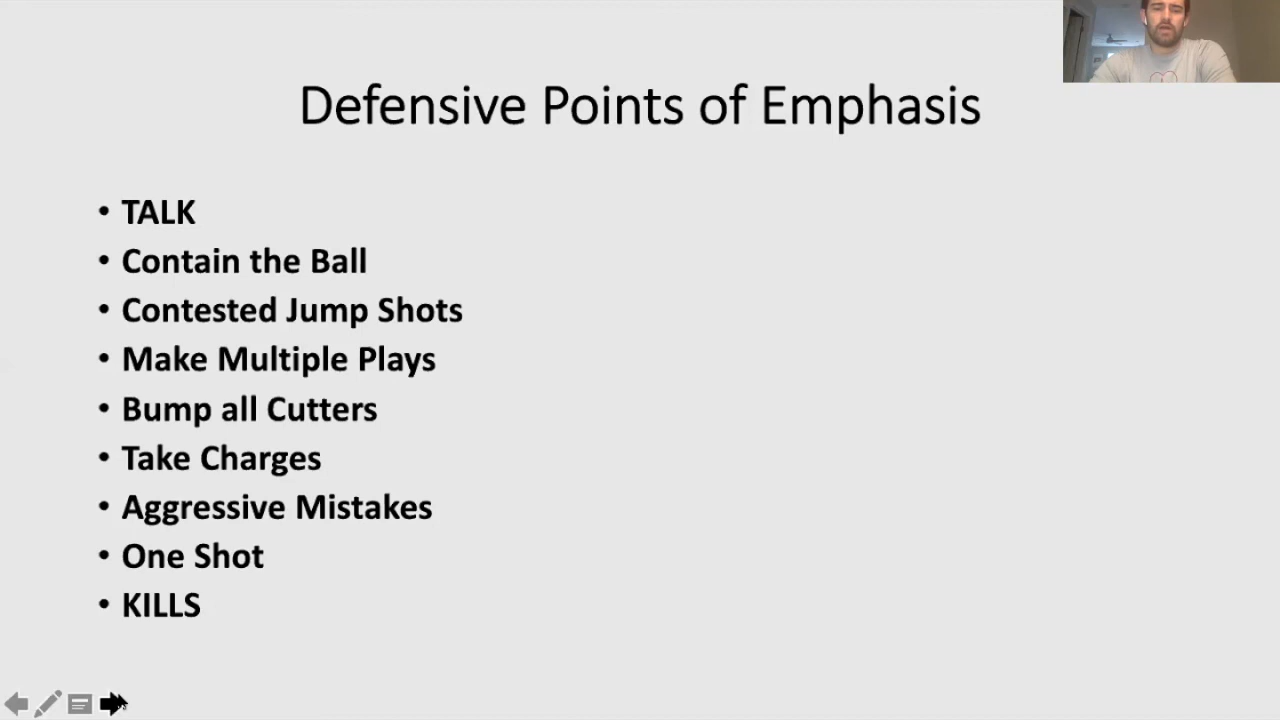 Defensive Points of Emphasis
• TALK
• Contain the Ball
• Contested Jump Shots
• Make Multiple Plays
• Bump all Cutters
• Take Charges
• Aggressive Mistakes
• One Shot
• KILLS